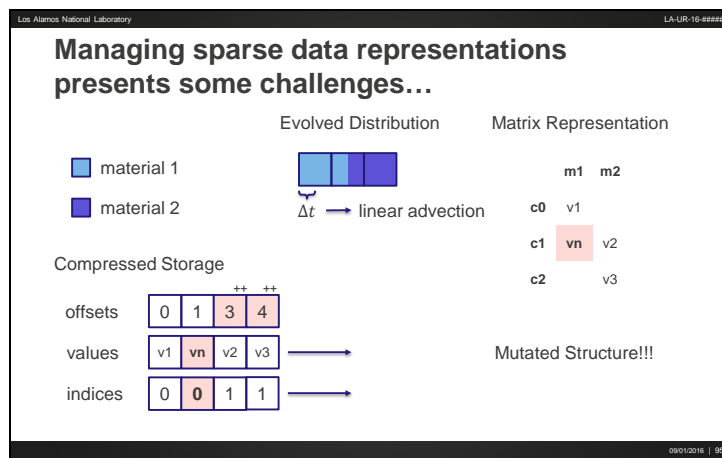 Los Alamos National Laboratory
LA-UR-16-#####
Managing sparse data representations
presents some challenges…
Evolved Distribution
Matrix Representation
material 1
material 2
Δt
linear advection
m1 m2
c0 v1
c1 vn v2
c2 v3
Compressed Storage
++ ++
offsets 0 1 3 4
values v1 vn v2 v3
indices 0 0 1 1
Mutated Structure!!!
09/01/2016 | 95